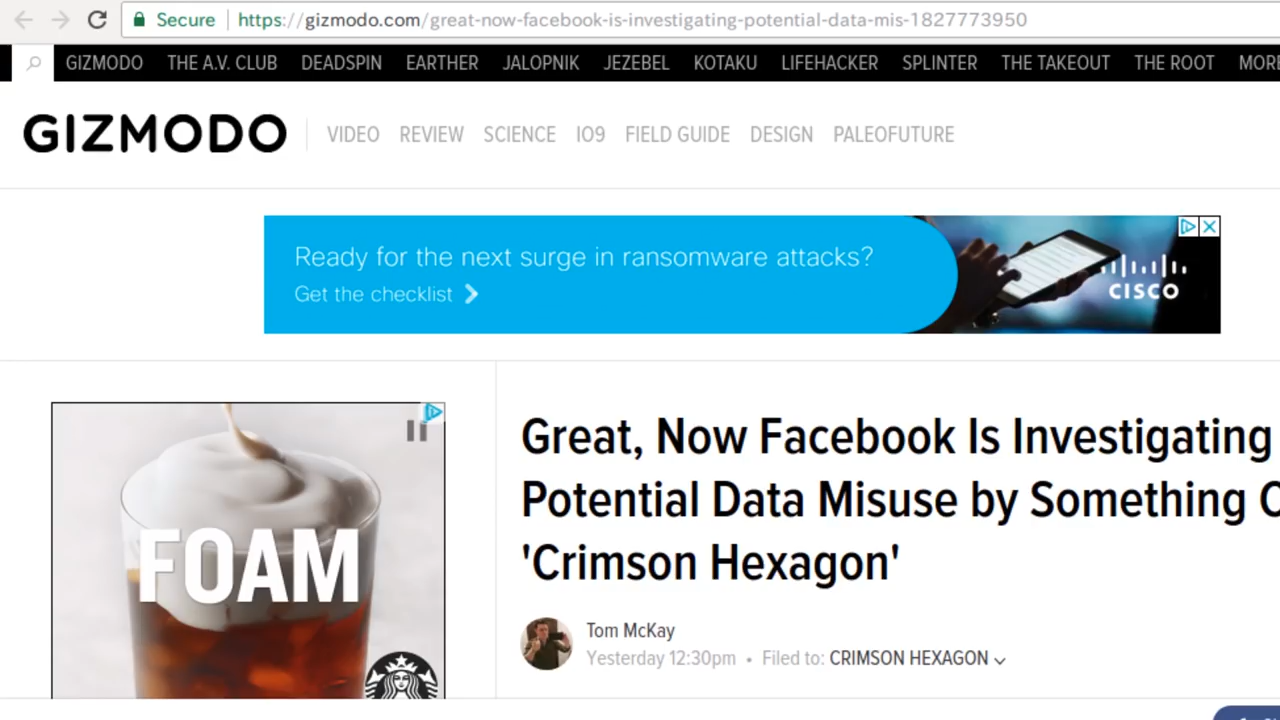 Secure https://gizmodo.com/great-now-facebook-is-investigating-potential-data-mis-1827773950
GIZMODO THE A.V. CLUB DEADSPIN EARTHER JALOPNIK JEZEBEL KOTAKU LIFEHACKER SPLINTER THE TAKEOUT THE ROOT MORE
GIZMODO VIDEO REVIEW SCIENCE IO9 FIELD GUIDE DESIGN PALEOFUTURE
Ready for the next surge in ransomware attacks?
Get the checklist
CISCO
FOAM
Great, Now Facebook Is Investigating
Potential Data Misuse by Something
'Crimson Hexagon'
Tom McKay
Yesterday 12:30pm • Filed to: CRIMSON HEXAGON